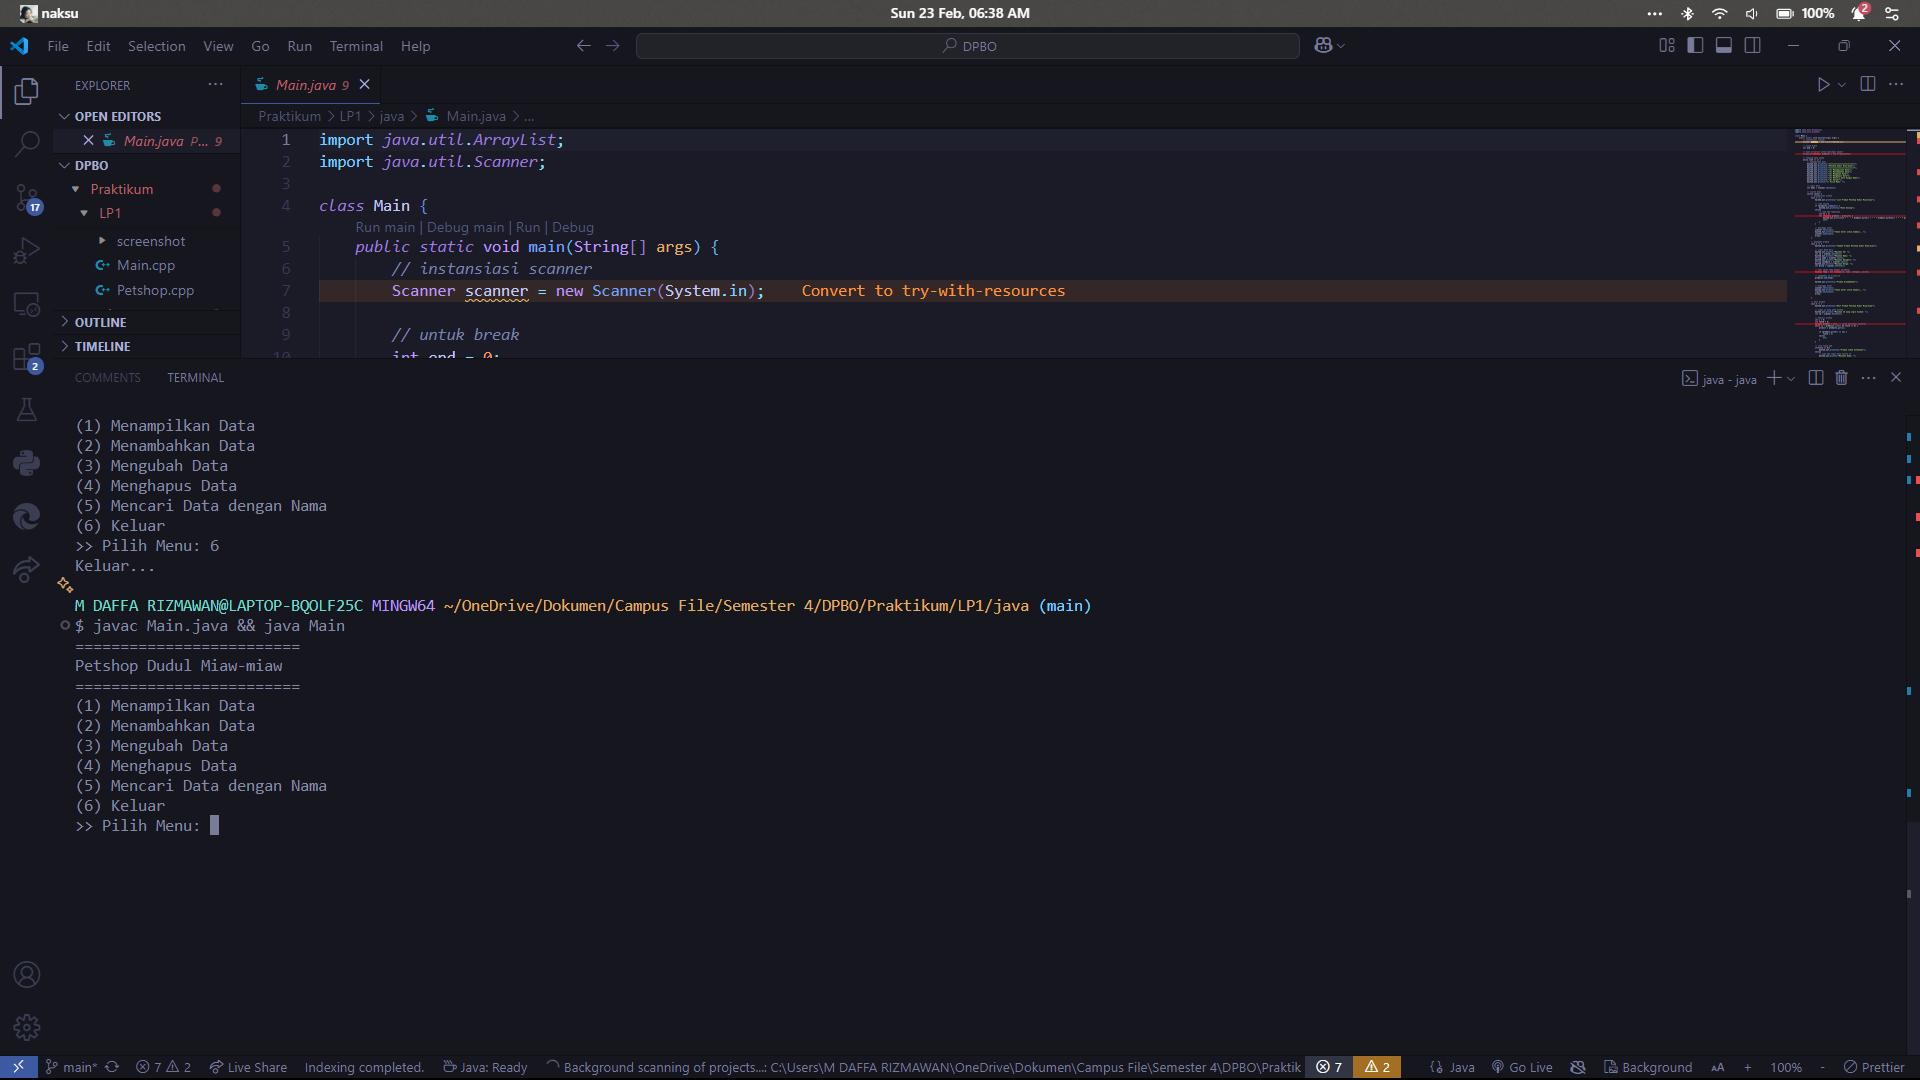 naksu
Sun 23 Feb, 06:38 AM
100%
2
File Edit Selection View Go Run Terminal Help
DPBO
EXPLORER
OPEN EDITORS
Main.java P... 9
DPBO
Praktikum
LP1
screenshot
Main.cpp
Petshop.cpp
OUTLINE
TIMELINE
17
2
Main.java 9
Praktikum > LP1 > java > Main.java > ...
1 import java.util.ArrayList;
2 import java.util.Scanner;
3
4 class Main {
Run main | Debug main | Run | Debug
5 public static void main(String[] args) {
6 // instansiasi scanner
7 Scanner scanner = new Scanner(System.in); Convert to try-with-resources
8
9 // untuk break
10 int end = 0;
COMMENTS TERMINAL
java - java
(1) Menampilkan Data
(2) Menambahkan Data
(3) Mengubah Data
(4) Menghapus Data
(5) Mencari Data dengan Nama
(6) Keluar
>> Pilih Menu: 6
Keluar...
M DAFFA RIZMAWAN@LAPTOP-BQOLF25C MINGW64 ~/OneDrive/Dokumen/Campus File/Semester 4/DPBO/Praktikum/LP1/java (main)
$ javac Main.java && java Main
=========================
Petshop Dudul Miaw-miaw
=========================
(1) Menampilkan Data
(2) Menambahkan Data
(3) Mengubah Data
(4) Menghapus Data
(5) Mencari Data dengan Nama
(6) Keluar
>> Pilih Menu:
main* 7 2 Live Share Indexing completed. Java: Ready Background scanning of projects...: C:\Users\M DAFFA RIZMAWAN\OneDrive\Dokumen\Campus File\Semester 4\DPBO\Praktik 7 2 {} Java Go Live Background AA + 100% - Prettier